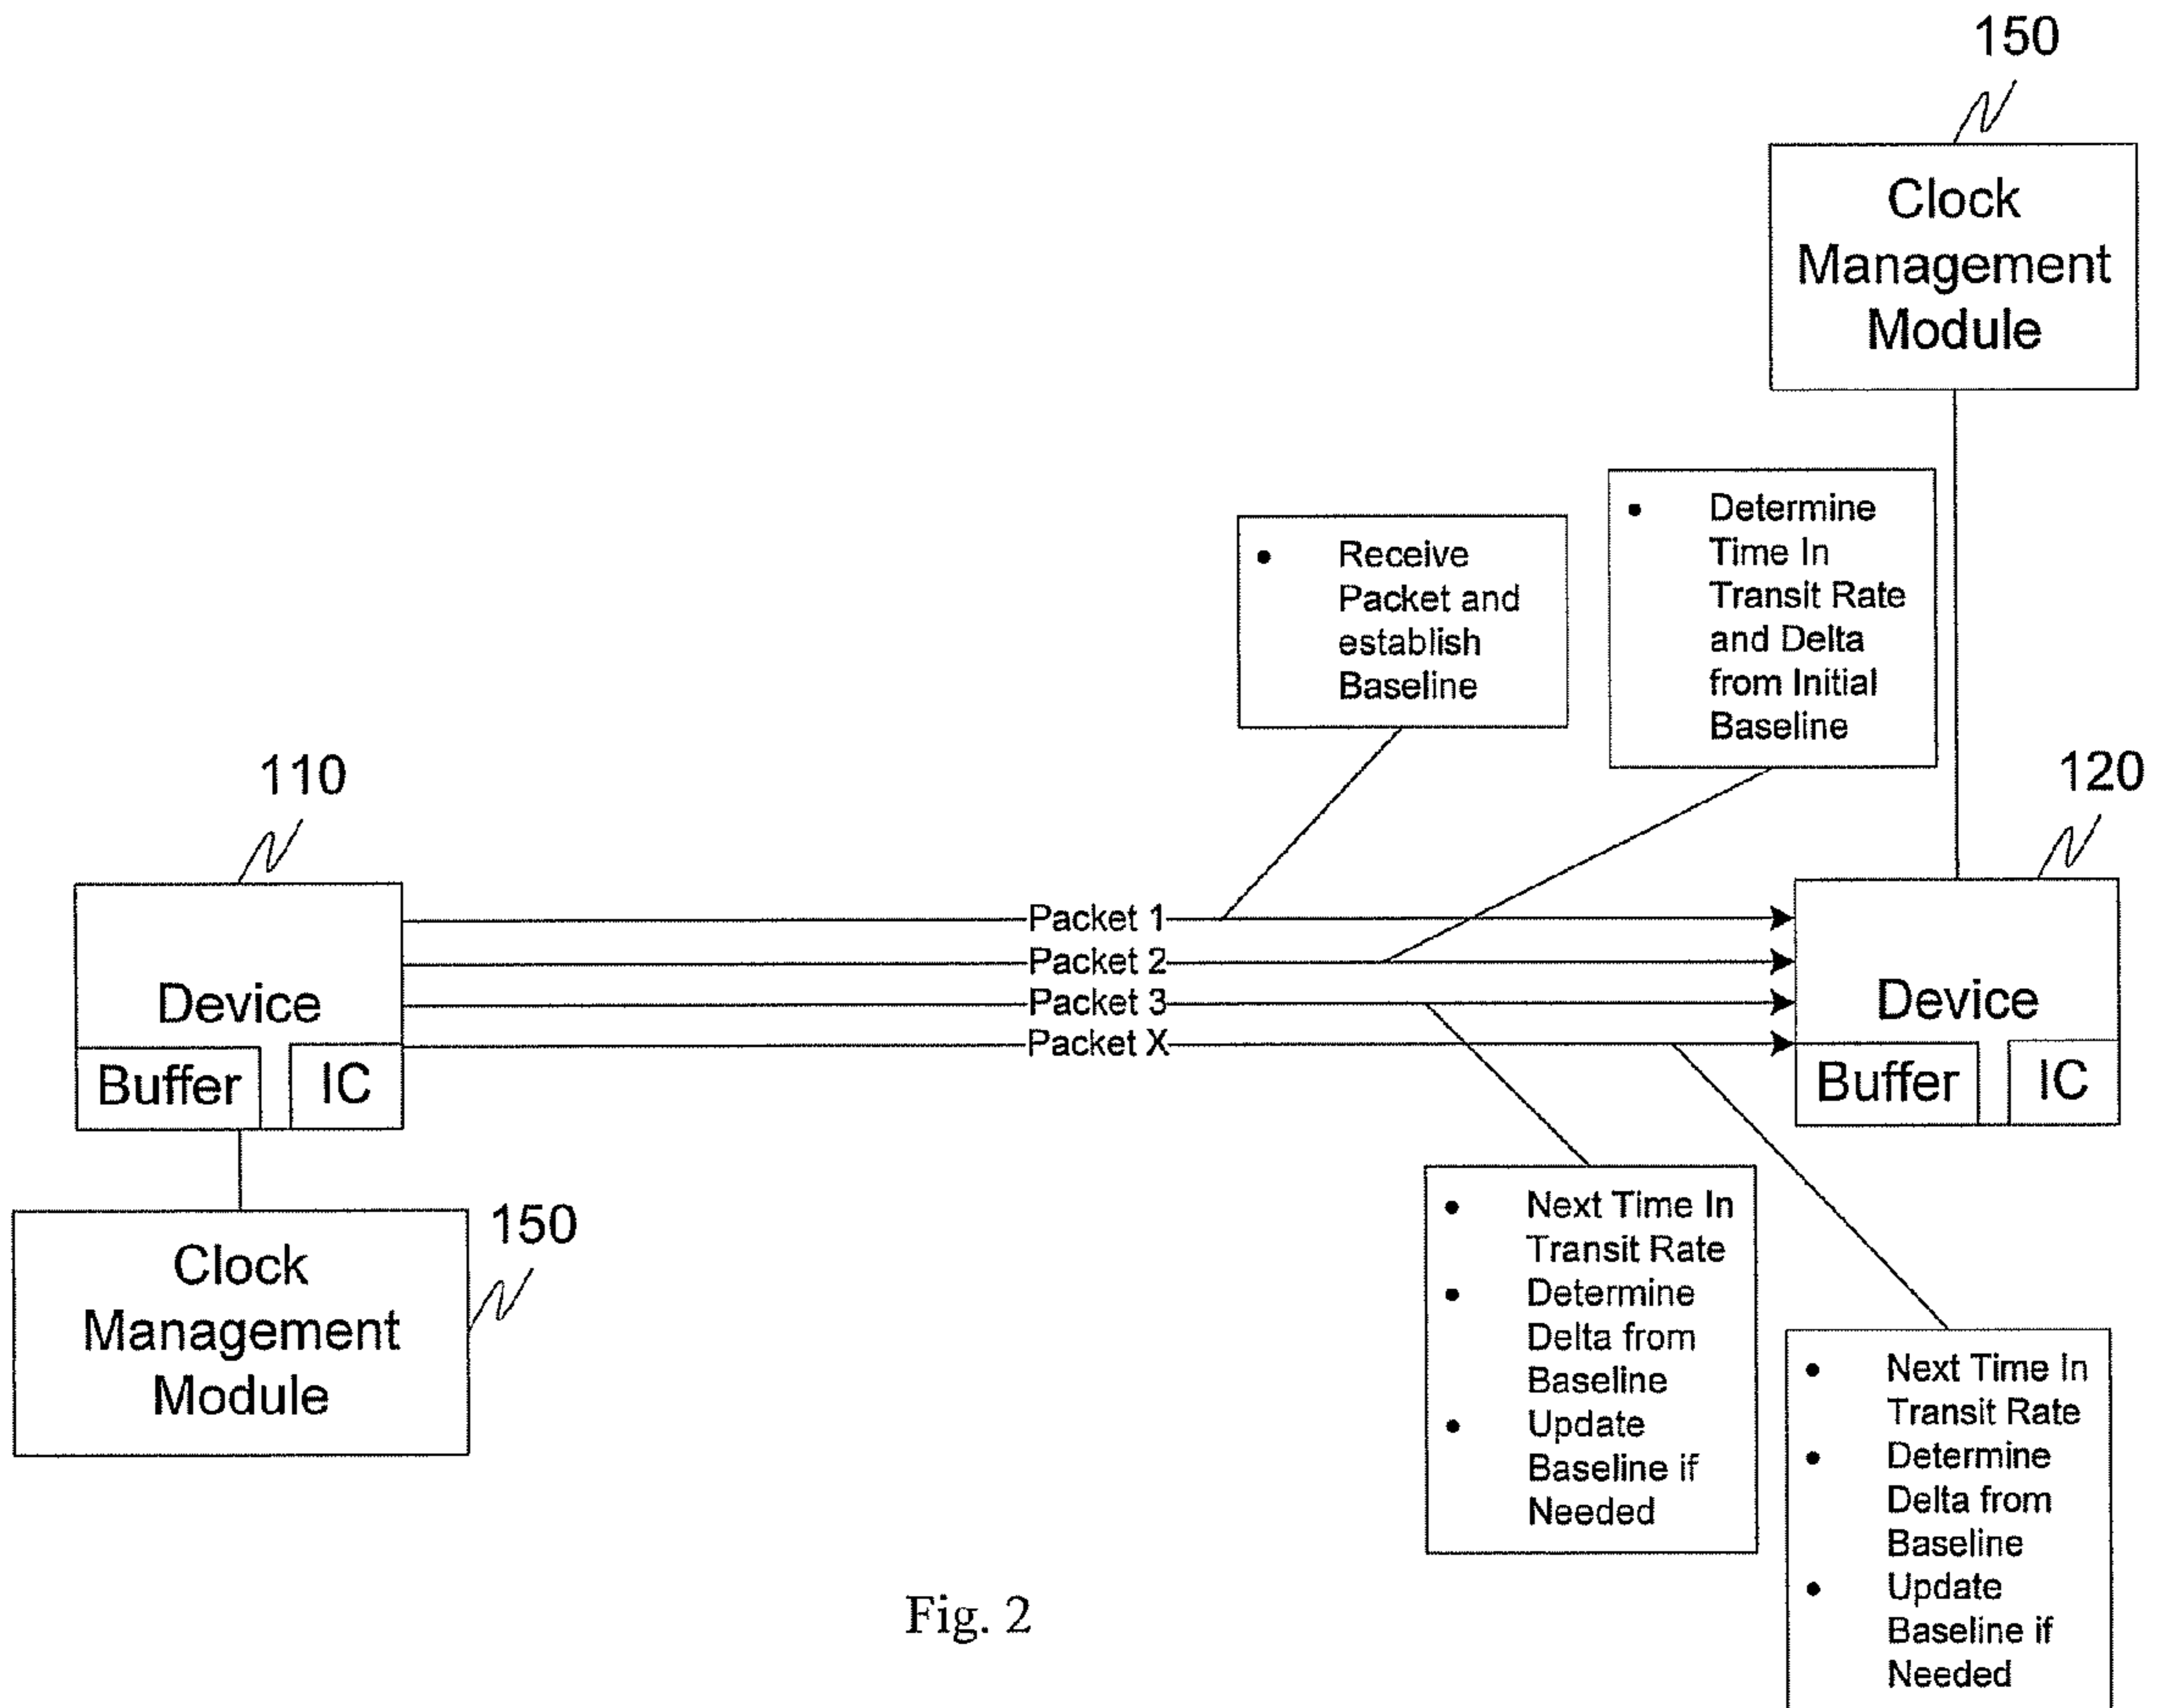 150
Clock
Management
Module
• Determine
Time In
Transit Rate
and Delta
from Initial
Baseline
• Receive
Packet and
establish
Baseline
110
120
Device
Buffer
IC
Packet 1
Packet 2
Packet 3
Packet X
Device
Buffer
IC
Clock
Management
Module
150
• Next Time In
Transit Rate
• Determine
Delta from
Baseline
• Update
Baseline if
Needed
• Next Time In
Transit Rate
• Determine
Delta from
Baseline
• Update
Baseline if
Needed
Fig. 2